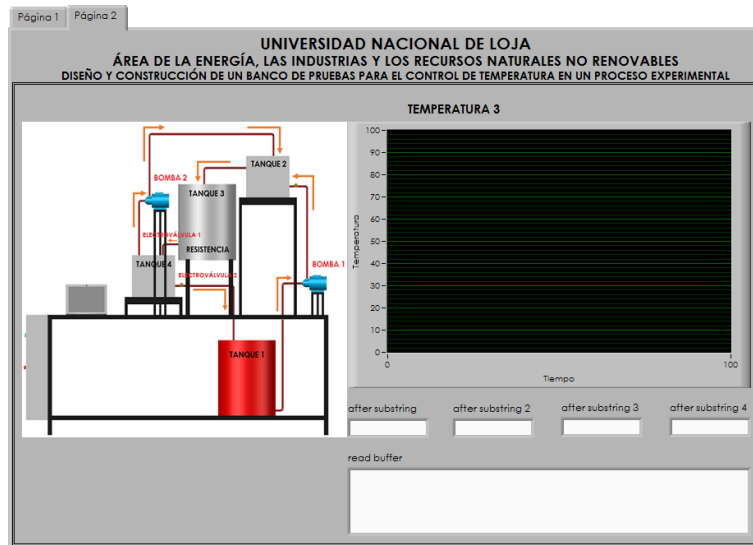 Página 1
Página 2
UNIVERSIDAD NACIONAL DE LOJA
ÁREA DE LA ENERGÍA, LAS INDUSTRIAS Y LOS RECURSOS NATURALES NO RENOVABLES
DISEÑO Y CONSTRUCCIÓN DE UN BANCO DE PRUEBAS PARA EL CONTROL DE TEMPERATURA EN UN PROCESO EXPERIMENTAL
TEMPERATURA 3
TANQUE 2
BOMBA 2
TANQUE 3
ELECTROVÁLVULA 1
RESISTENCIA
TANQUE 4
ELECTROVÁLVULA 2
BOMBA 1
TANQUE 1
100
90
80
70
60
50
40
30
20
10
0
Temperatura
0
100
Tiempo
after substring
after substring 2
after substring 3
after substring 4
read buffer